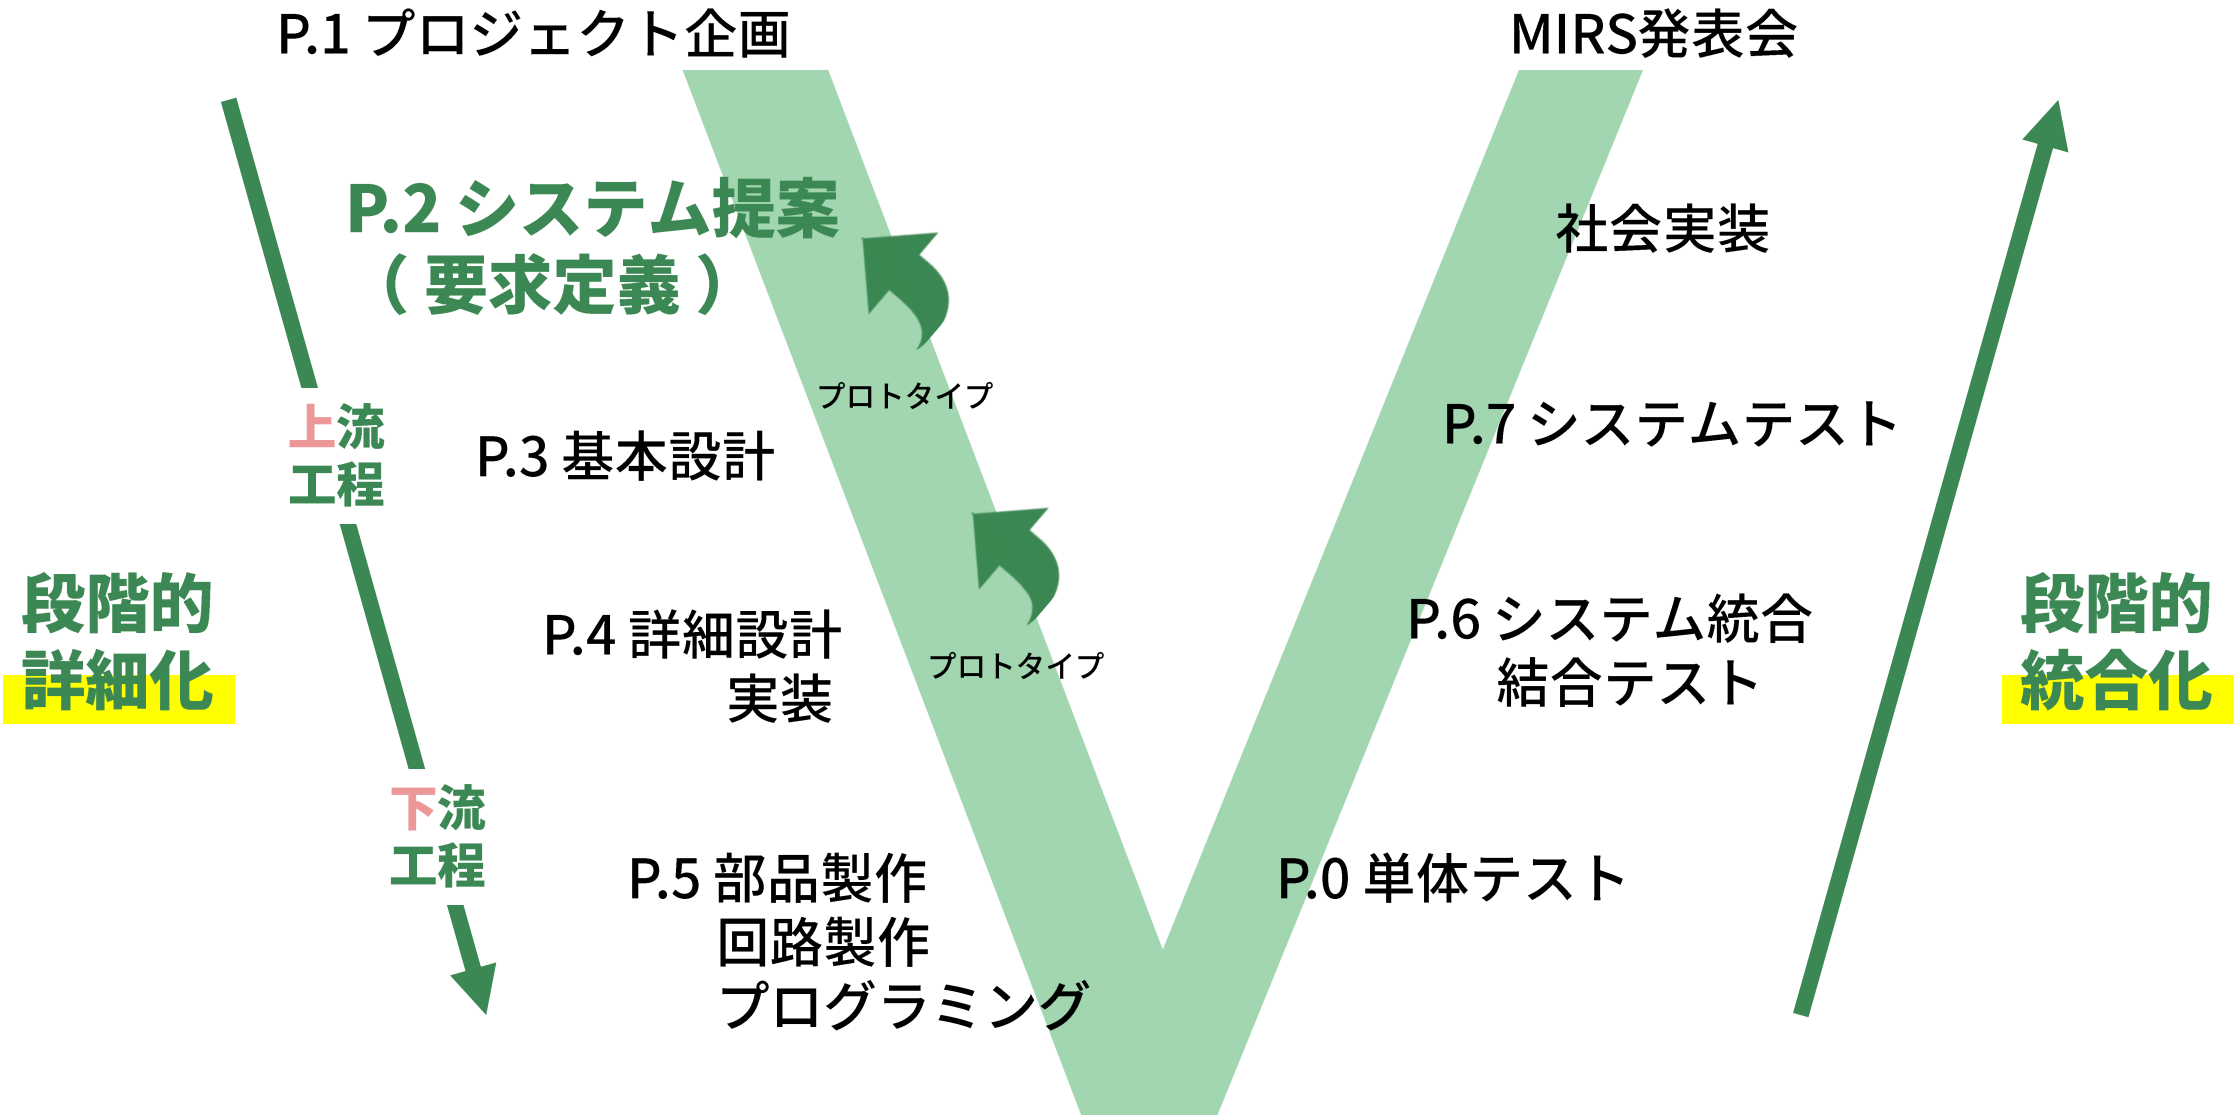 P.1 プロジェクト企画
MIRS発表会
P.2 システム提案
( 要求定義 )
社会実装
プロトタイプ
上流
工程
P.3 基本設計
P.7 システムテスト
段階的
詳細化
P.4 詳細設計
実装
プロトタイプ
P.6 システム統合
結合テスト
段階的
統合化
下流
工程
P.5 部品製作
回路製作
プログラミング
P.0 単体テスト